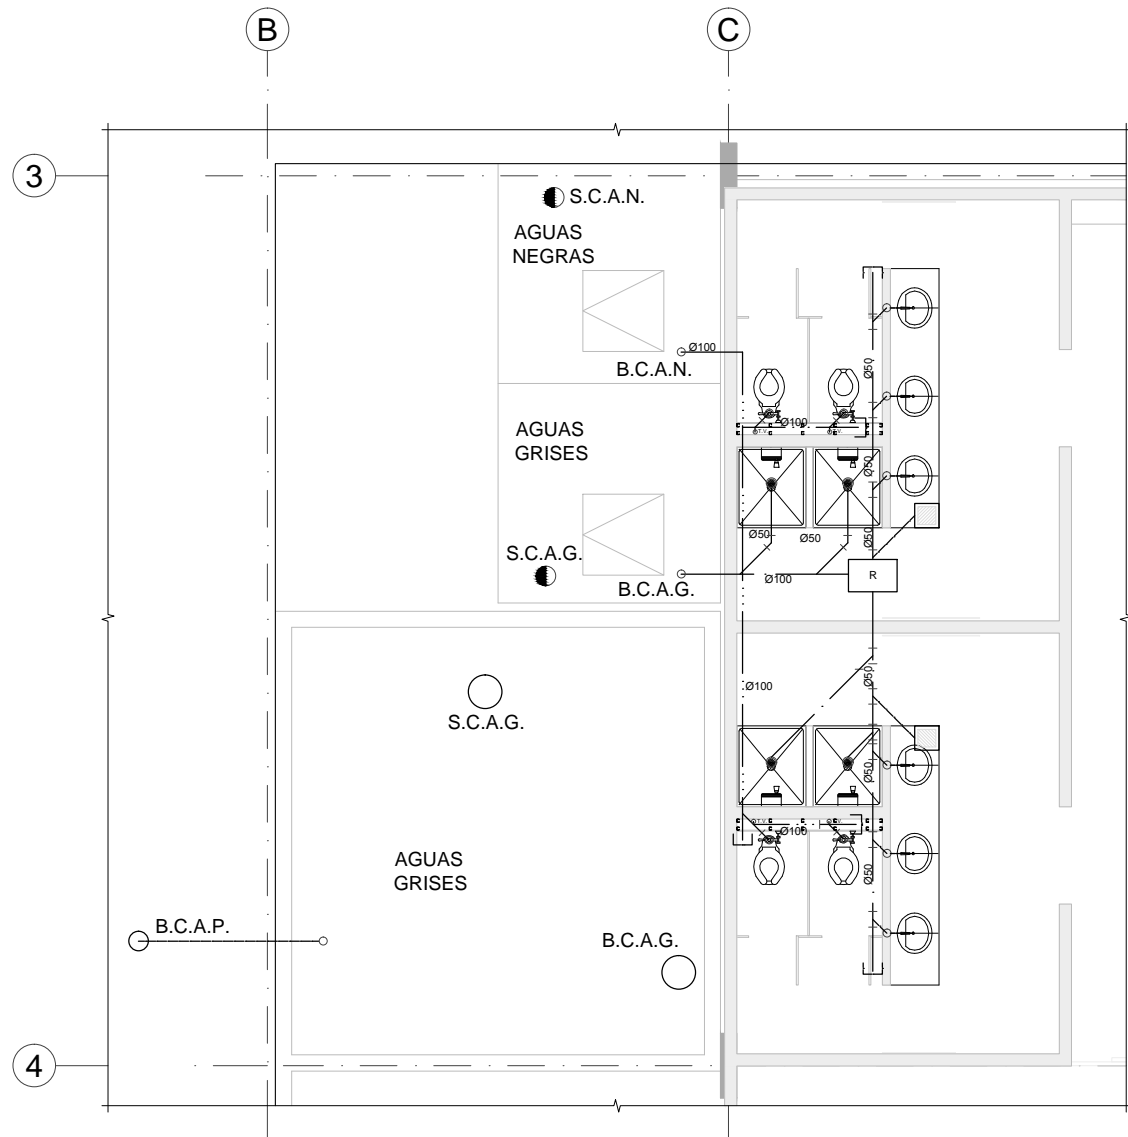 B
C
3
S.C.A.N.
AGUAS
NEGRAS
Ø100
B.C.A.N.
Ø50
Ø100
T.V.
T.V.
AGUAS
GRISES
Ø50
Ø50
Ø50
Ø50
S.C.A.G.
B.C.A.G.
Ø100
R
Ø50
Ø100
S.C.A.G.
Ø50
T.V.
T.V.
Ø100
AGUAS
GRISES
Ø50
B.C.A.P.
B.C.A.G.
4